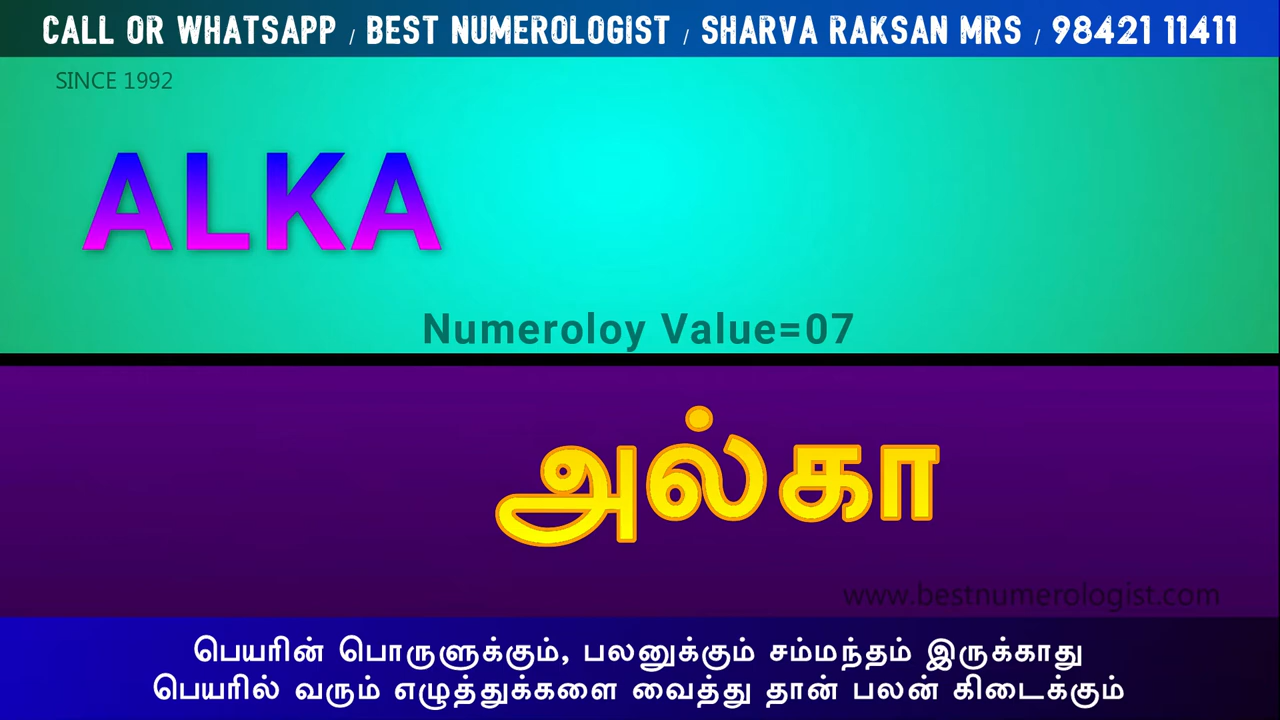 CALL OR WHATSAPP / BEST NUMEROLOGIST / SHARVA RAKSAN MRS / 98421 11411
SINCE 1992
ALKA
Numeroloy Value=07
அல்கா
www.bestnumerologist.com
பெயரின் பொருளுக்கும், பலனுக்கும் சம்மந்தம் இருக்காது
பெயரில் வரும் எழுத்துக்களை வைத்து தான் பலன் கிடைக்கும்